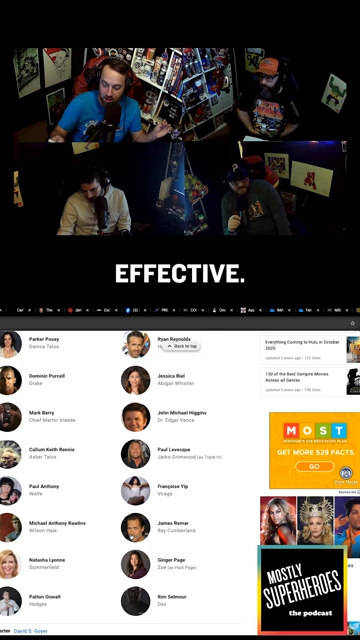 EFFECTIVE.
The
PRI
IMA
Parker Posey
Danica Talos
Ryan Reynolds
Back to top
Dominic Purcell
Drake
Jessica Biel
Abigail Whistler
Mark Berry
Chief Martin Vreede
John Michael Higgins
Dr. Edgar Vance
Callum Keith Rennie
Asher Talos
Paul Levesque
Jarko Grimwood (as Triple H)
Paul Anthony
Wolfe
Françoise Yip
Virago
Michael Anthony Rawlins
Wilson Hale
James Remar
Ray Cumberland
Natasha Lyonne
Sommerfield
Ginger Page
Zoe (as Haili Page)
Patton Oswalt
Hedges
Ron Selmour
Dex
ector David S. Goyer
Everything Coming to Hulu in October
2020
150 of the Best Vampire Movies
Across all Genres
MOST
GET MORE 529 FACTS
GO
MOSTLY
SUPERHEROES
the podcast